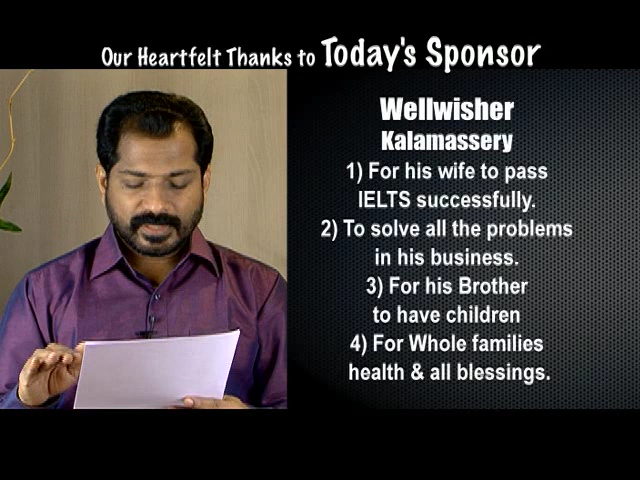 Our Heartfelt Thanks to Today's Sponsor
Wellwisher
Kalamassery
1) For his wife to pass
IELTS successfully.
2) To solve all the problems
in his business.
3) For his Brother
to have children
4) For Whole families
health & all blessings.